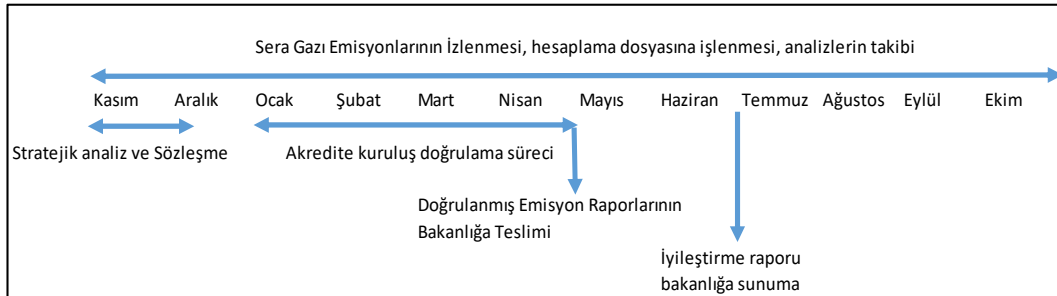 Sera Gazı Emisyonlarının İzlenmesi, hesaplama dosyasına işlenmesi, analizlerin takibi
Kasım Aralık Ocak Şubat Mart Nisan Mayıs Haziran Temmuz Ağustos Eylül Ekim
Stratejik analiz ve Sözleşme
Akredite kuruluş doğrulama süreci
Doğrulanmış Emisyon Raporlarının
Bakanlığa Teslimi
İyileştirme raporu
bakanlığa sunuma